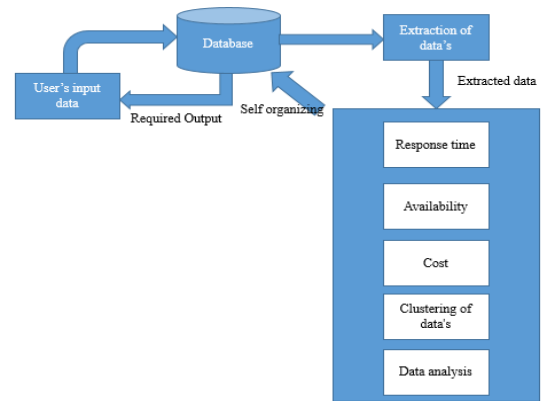 Database
Extraction of
data's
User's input
data
Extracted data
Self organizing
Required Output
Response time
Availability
Cost
Clustering of
data's
Data analysis